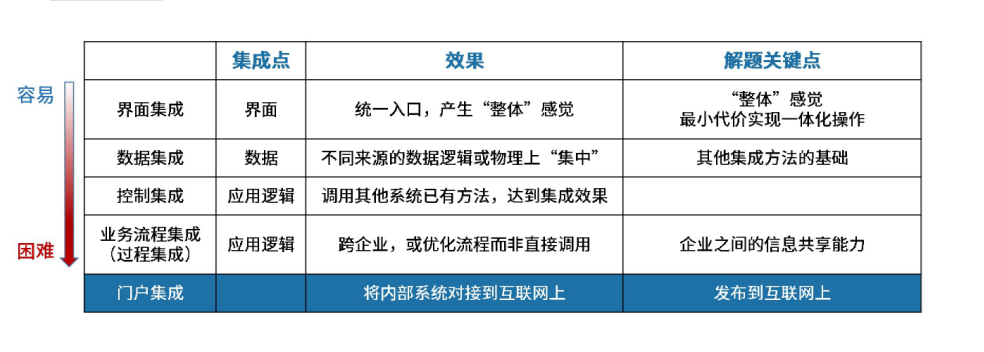 集成点 效果 解题关键点
容易
界面集成 界面 统一入口，产生“整体”感觉 “整体”感觉
最小代价实现一体化操作
数据集成 数据 不同来源的数据逻辑或物理上“集中” 其他集成方法的基础
控制集成 应用逻辑 调用其他系统已有方法，达到集成效果
困难
业务流程集成
（过程集成） 应用逻辑 跨企业，或优化流程而非直接调用 企业之间的信息共享能力
门户集成 将内部系统对接到互联网上 发布到互联网上